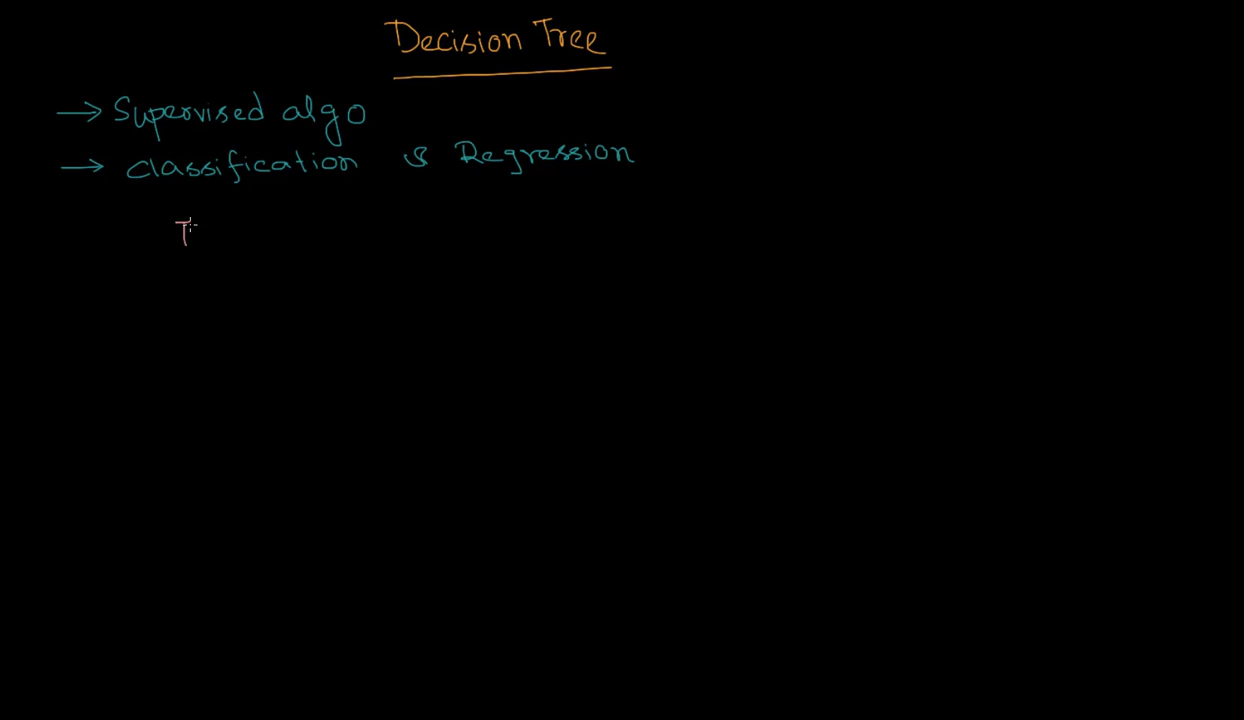 Decision Tree
→ Supervised algo
→ Classification & Regression
T